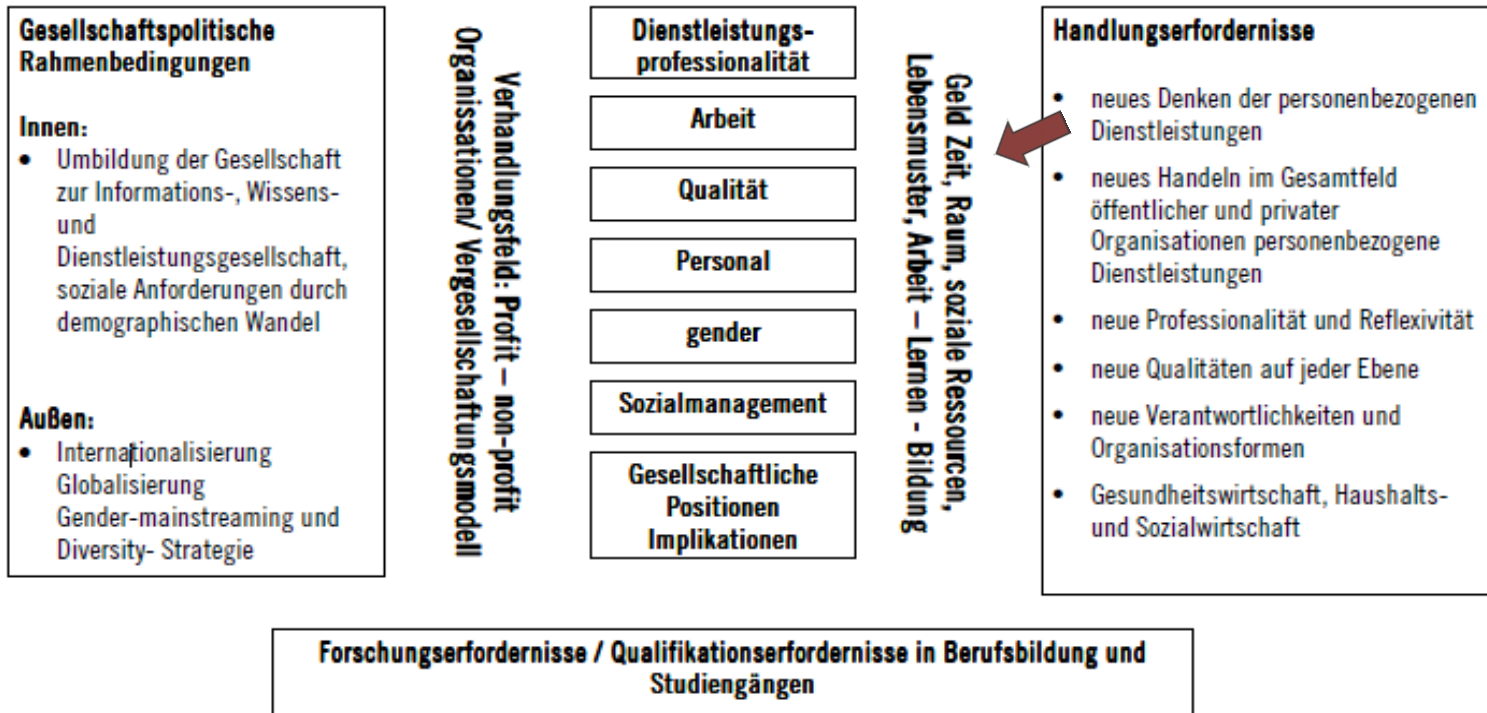 Gesellschaftspolitische
Rahmenbedingungen
Innen:
• Umbildung der Gesellschaft
zur Informations-, Wissens-
und
Dienstleistungsgesellschaft,
soziale Anforderungen durch
demographischen Wandel
Außen:
• Internationalisierung
Globalisierung
Gender-mainstreaming und
Diversity- Strategie
Verhandlungsfeld: Profit – non-profit
Organissationen/ Vergesellschaftungsmodell
Dienstleistungs-
professionalität
Arbeit
Qualität
Personal
gender
Sozialmanagement
Gesellschaftliche
Positionen
Implikationen
Geld Zeit, Raum, soziale Ressourcen,
Lebensmuster, Arbeit – Lernen - Bildung
Handlungserfordernisse
• neues Denken der personenbezogenen
Dienstleistungen
• neues Handeln im Gesamtfeld
öffentlicher und privater
Organisationen personenbezogene
Dienstleistungen
• neue Professionalität und Reflexivität
• neue Qualitäten auf jeder Ebene
• neue Verantwortlichkeiten und
Organisationsformen
• Gesundheitswirtschaft, Haushalts-
und Sozialwirtschaft
Forschungserfordernisse / Qualifikationserfordernisse in Berufsbildung und
Studiengängen